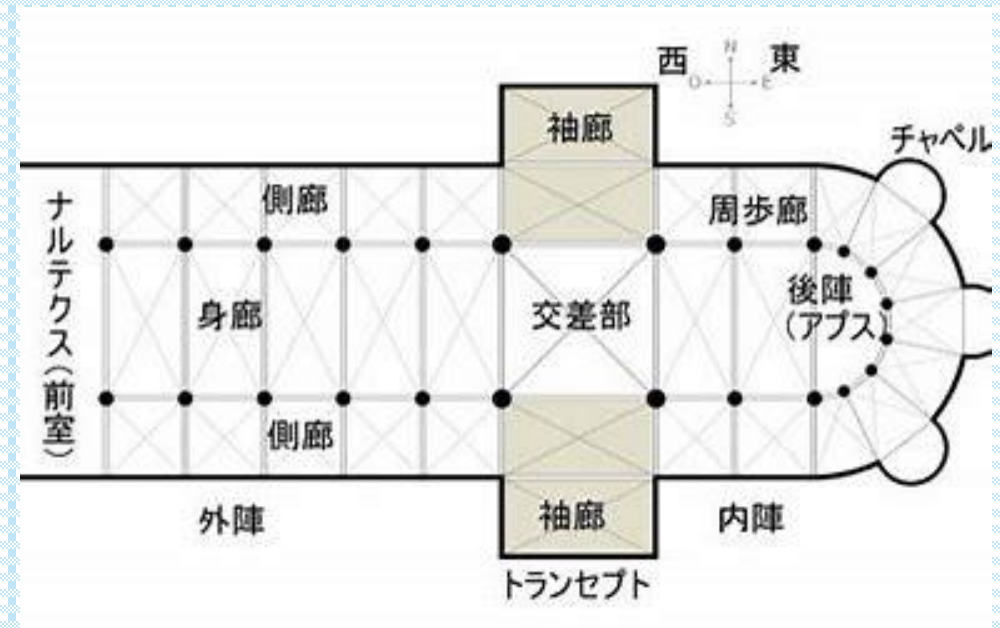 西
東
N
O
E
S
袖廊
チャペル
側廊
周歩廊
ナルテクス（前室）
身廊
交差部
後陣
（アプス）
側廊
外陣
袖廊
内陣
トランセプト